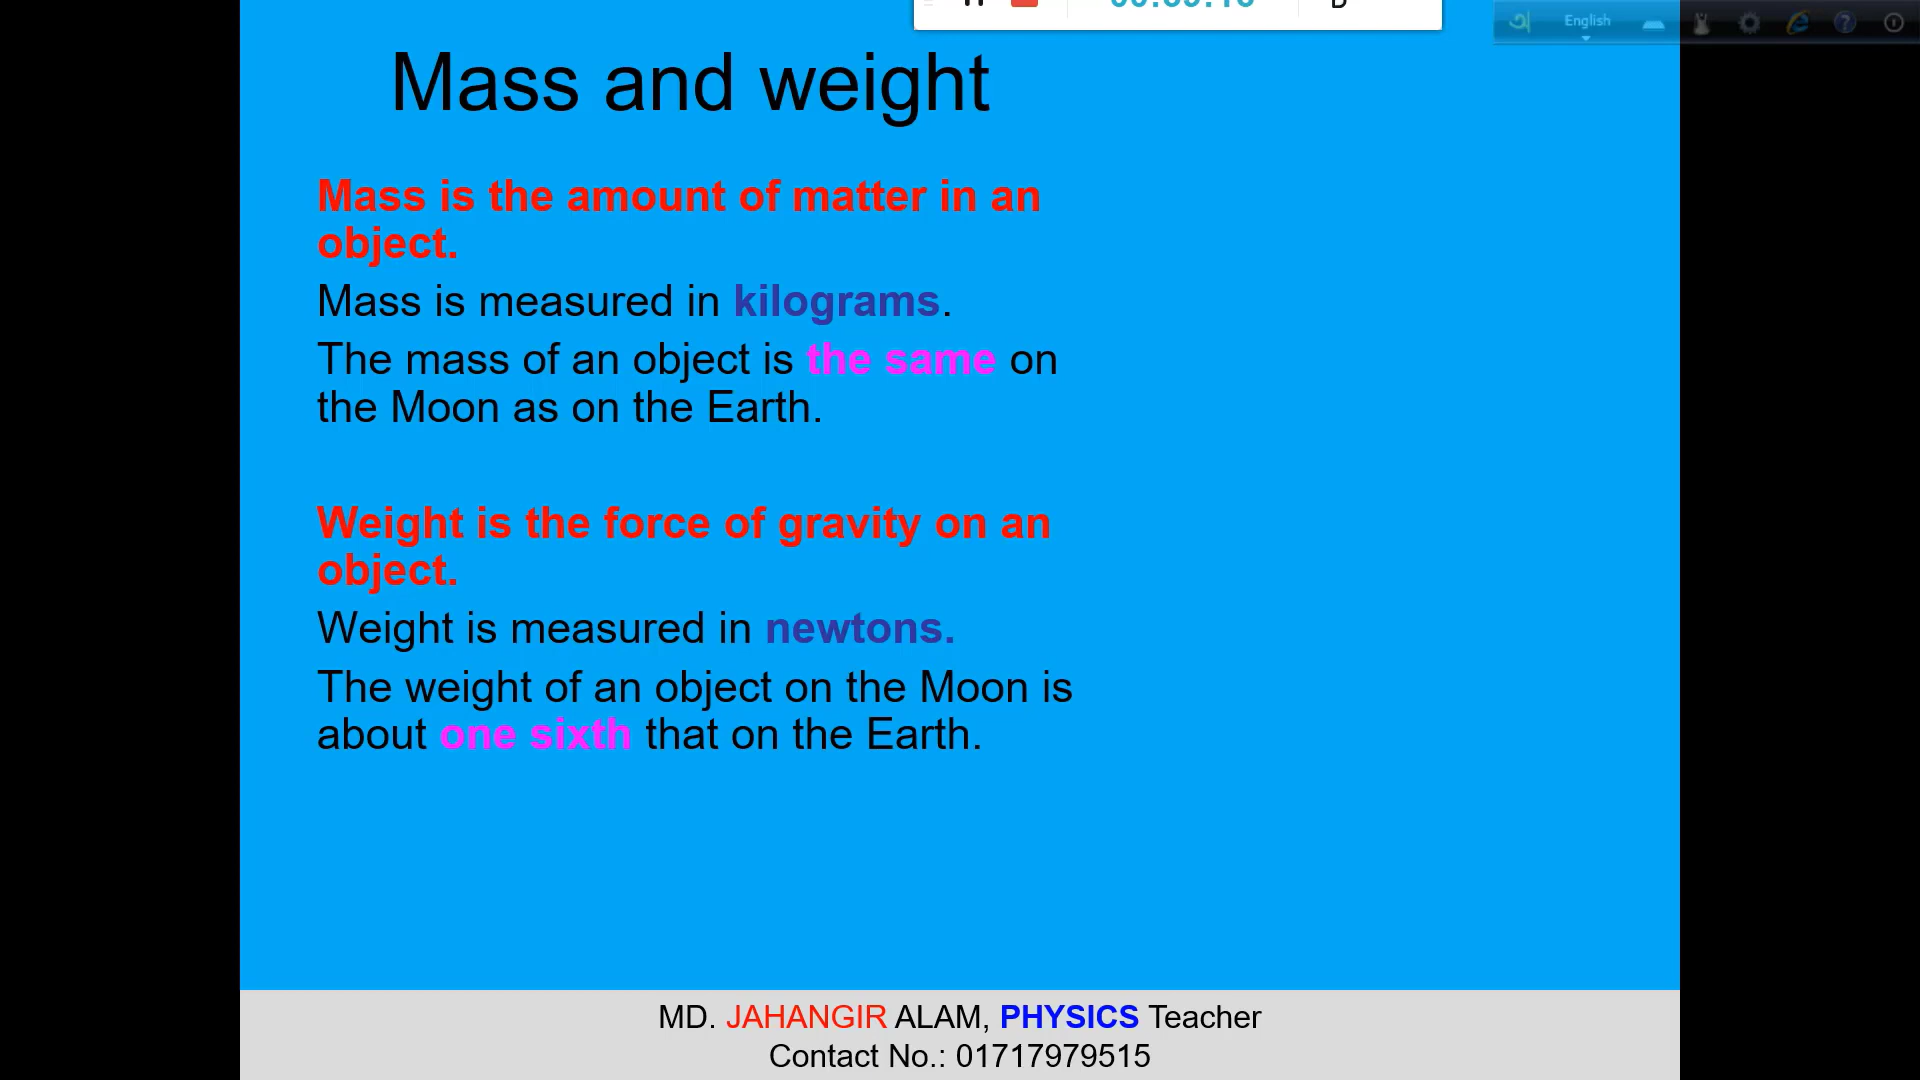 English
Mass and weight
Mass is the amount of matter in an
object.
Mass is measured in kilograms.
The mass of an object is the same on
the Moon as on the Earth.
Weight is the force of gravity on an
object.
Weight is measured in newtons.
The weight of an object on the Moon is
about one sixth that on the Earth.
MD. JAHANGIR ALAM, PHYSICS Teacher
Contact No.: 01717979515